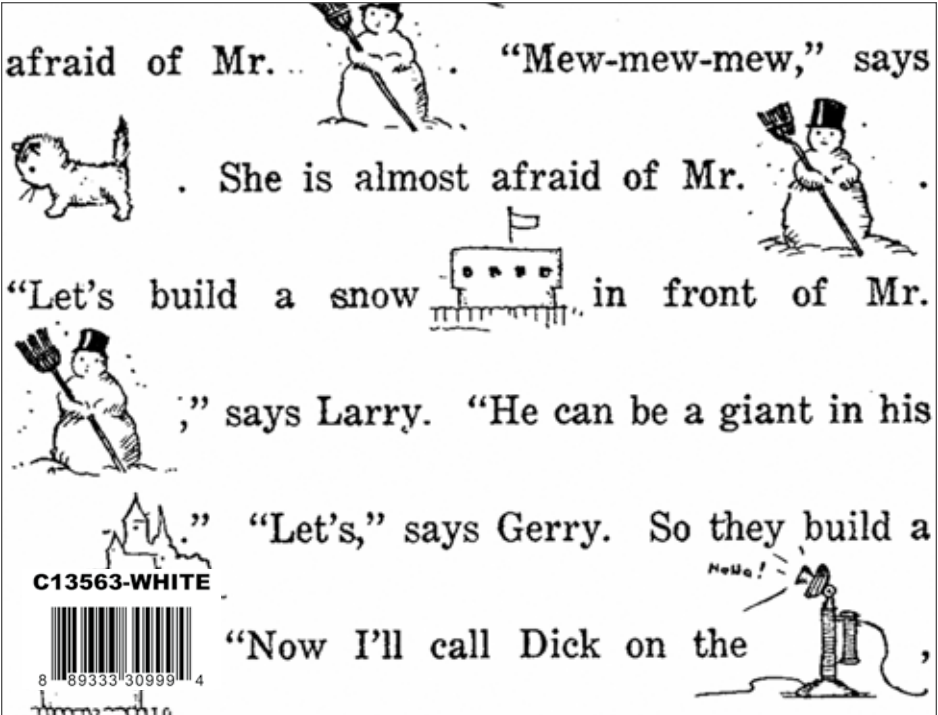 afraid of Mr. . “Mew-mew-mew,” says
. She is almost afraid of Mr. .
“Let’s build a snow in front of Mr.
,” says Larry. “He can be a giant in his
.” “Let’s,” says Gerry. So they build a
Hello!
C13563-WHITE
“Now I’ll call Dick on the ,
8 89333 30999 4